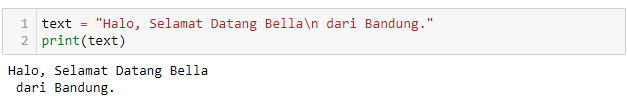 1 text = "Halo, Selamat Datang Bella\n dari Bandung."
2 print(text)
Halo, Selamat Datang Bella
 dari Bandung.